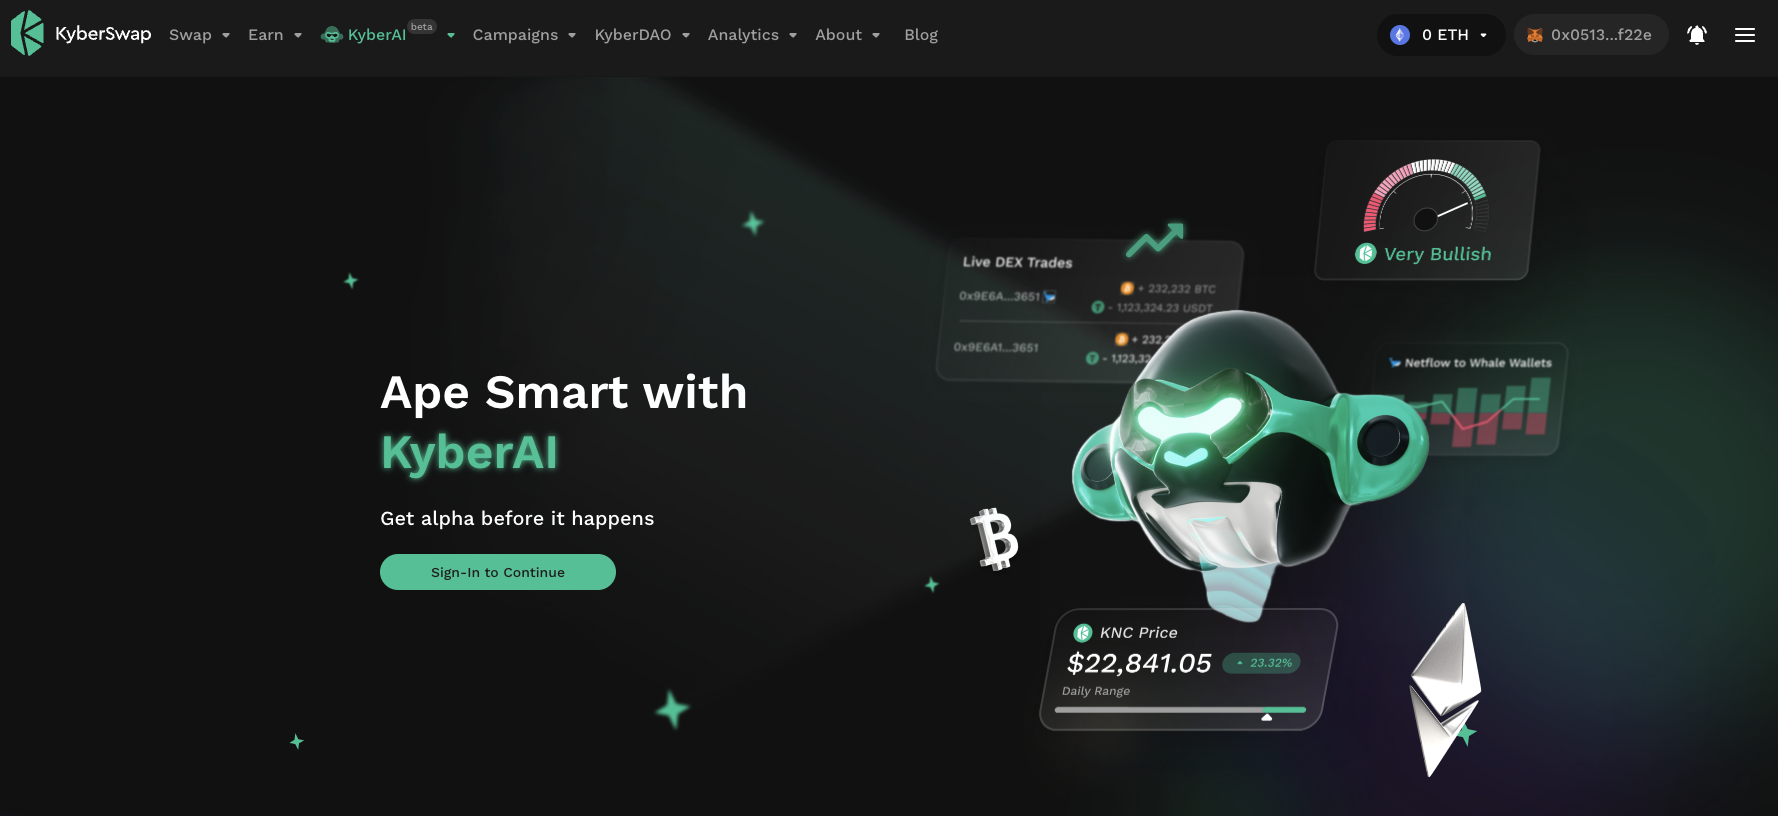 KyberSwap
Swap
Earn
KyberAI beta
Campaigns
KyberDAO
Analytics
About
Blog
0 ETH
0x0513...f22e
Very Bullish
Live DEX Trades
0x9E6A...3651
+ 232,232 BTC
- 1,123,324.23 USDT
0x9E6A1...3651
+ 232,2
- 1,123,32
Netflow to Whale Wallets
Ape Smart with
KyberAI
Get alpha before it happens
Sign-In to Continue
KNC Price
$22,841.05
23.32%
Daily Range